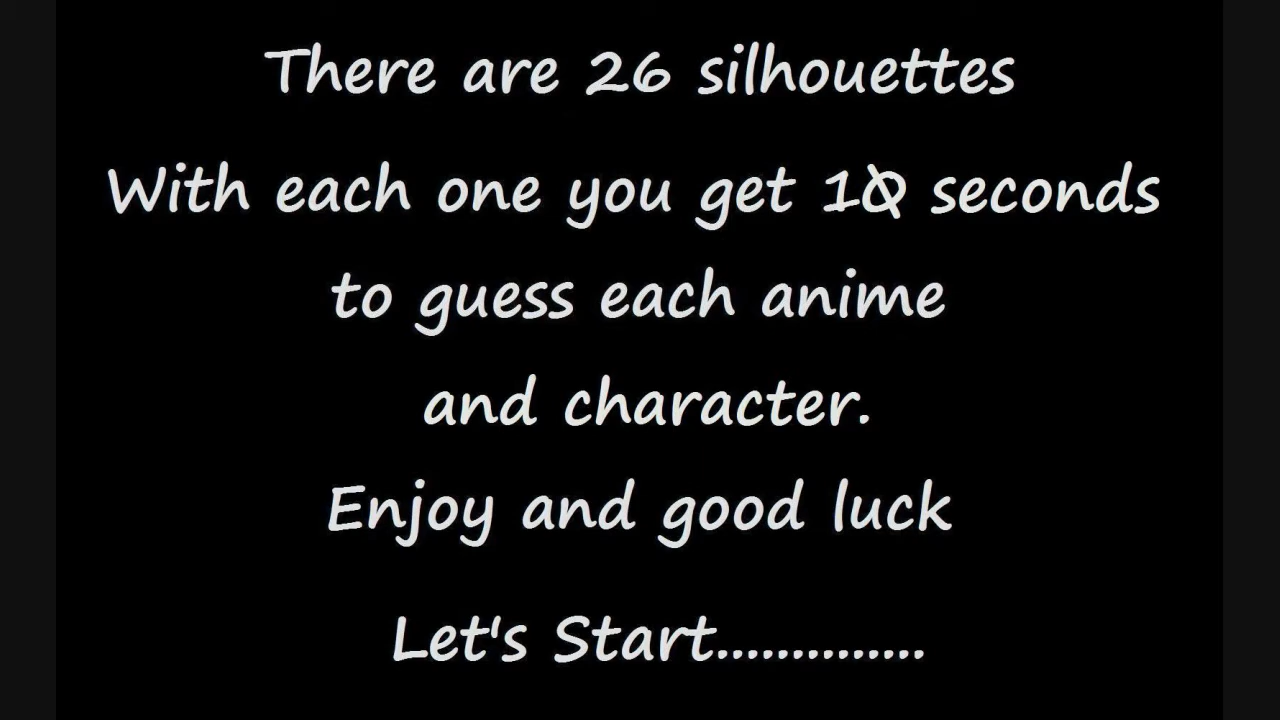 There are 26 silhouettes
With each one you get 10 seconds
to guess each anime
and character.
Enjoy and good luck
Let's Start..............